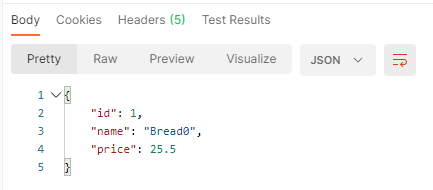 Body Cookies Headers (5) Test Results
Pretty Raw Preview Visualize JSON
1 {
2 "id": 1,
3 "name": "Bread0",
4 "price": 25.5
5 }